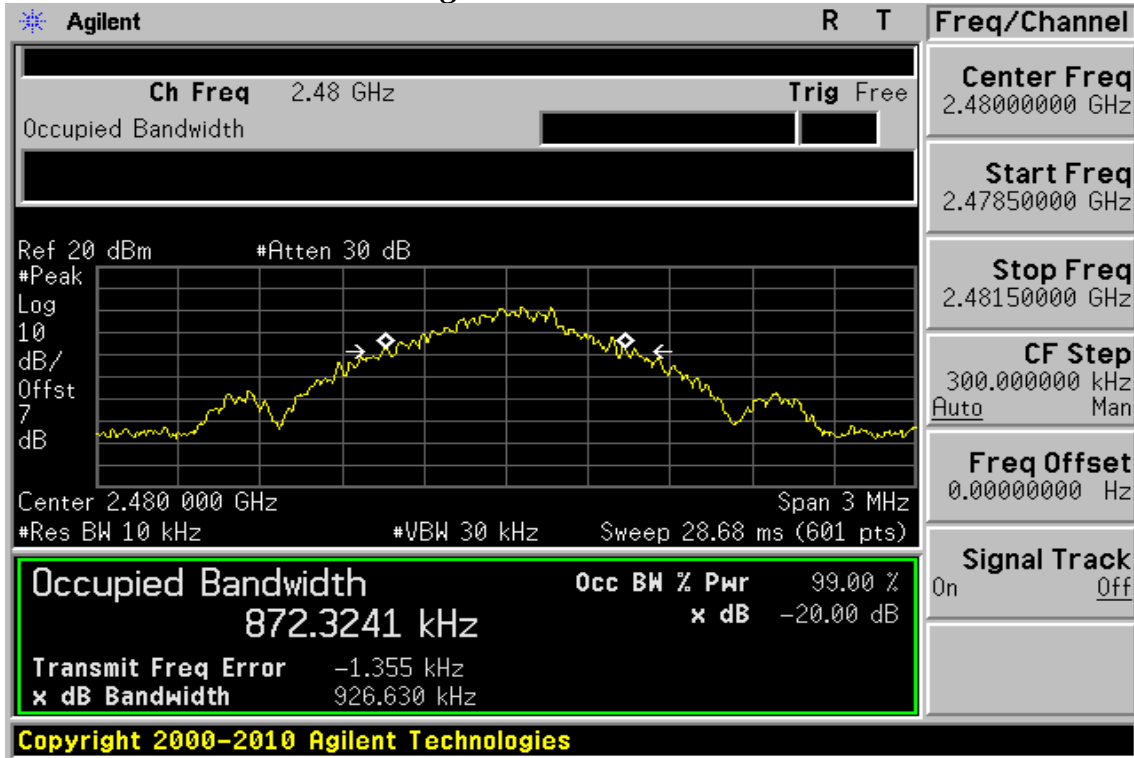 Agilent
R T
Freq/Channel
Ch Freq 2.48 GHz
Trig Free
Occupied Bandwidth
Center Freq
2.48000000 GHz
Start Freq
2.47850000 GHz
Stop Freq
2.48150000 GHz
CF Step
300.000000 kHz
Auto Man
Freq Offset
0.00000000 Hz
Signal Track
On Off
Ref 20 dBm
#Atten 30 dB
#Peak
Log
10
dB/
Offst
7
dB
Center 2.480 000 GHz
Span 3 MHz
#Res BW 10 kHz
#VBW 30 kHz
Sweep 28.68 ms (601 pts)
Occupied Bandwidth
872.3241 kHz
Occ BW % Pwr 99.00 %
x dB -20.00 dB
Transmit Freq Error -1.355 kHz
x dB Bandwidth 926.630 kHz
Copyright 2000-2010 Agilent Technologies